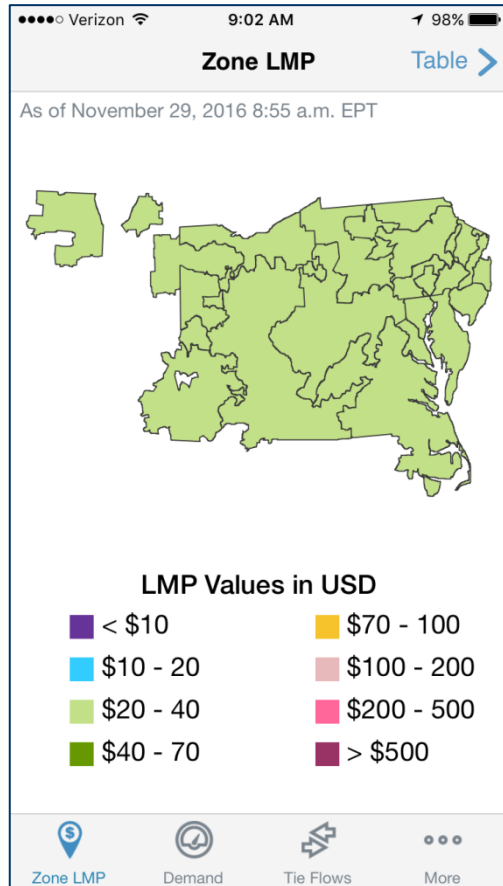 Verizon 9:02 AM 98%
Zone LMP Table
As of November 29, 2016 8:55 a.m. EPT
LMP Values in USD
< $10 $70 - 100
$10 - 20 $100 - 200
$20 - 40 $200 - 500
$40 - 70 > $500
$
Zone LMP Demand Tie Flows More